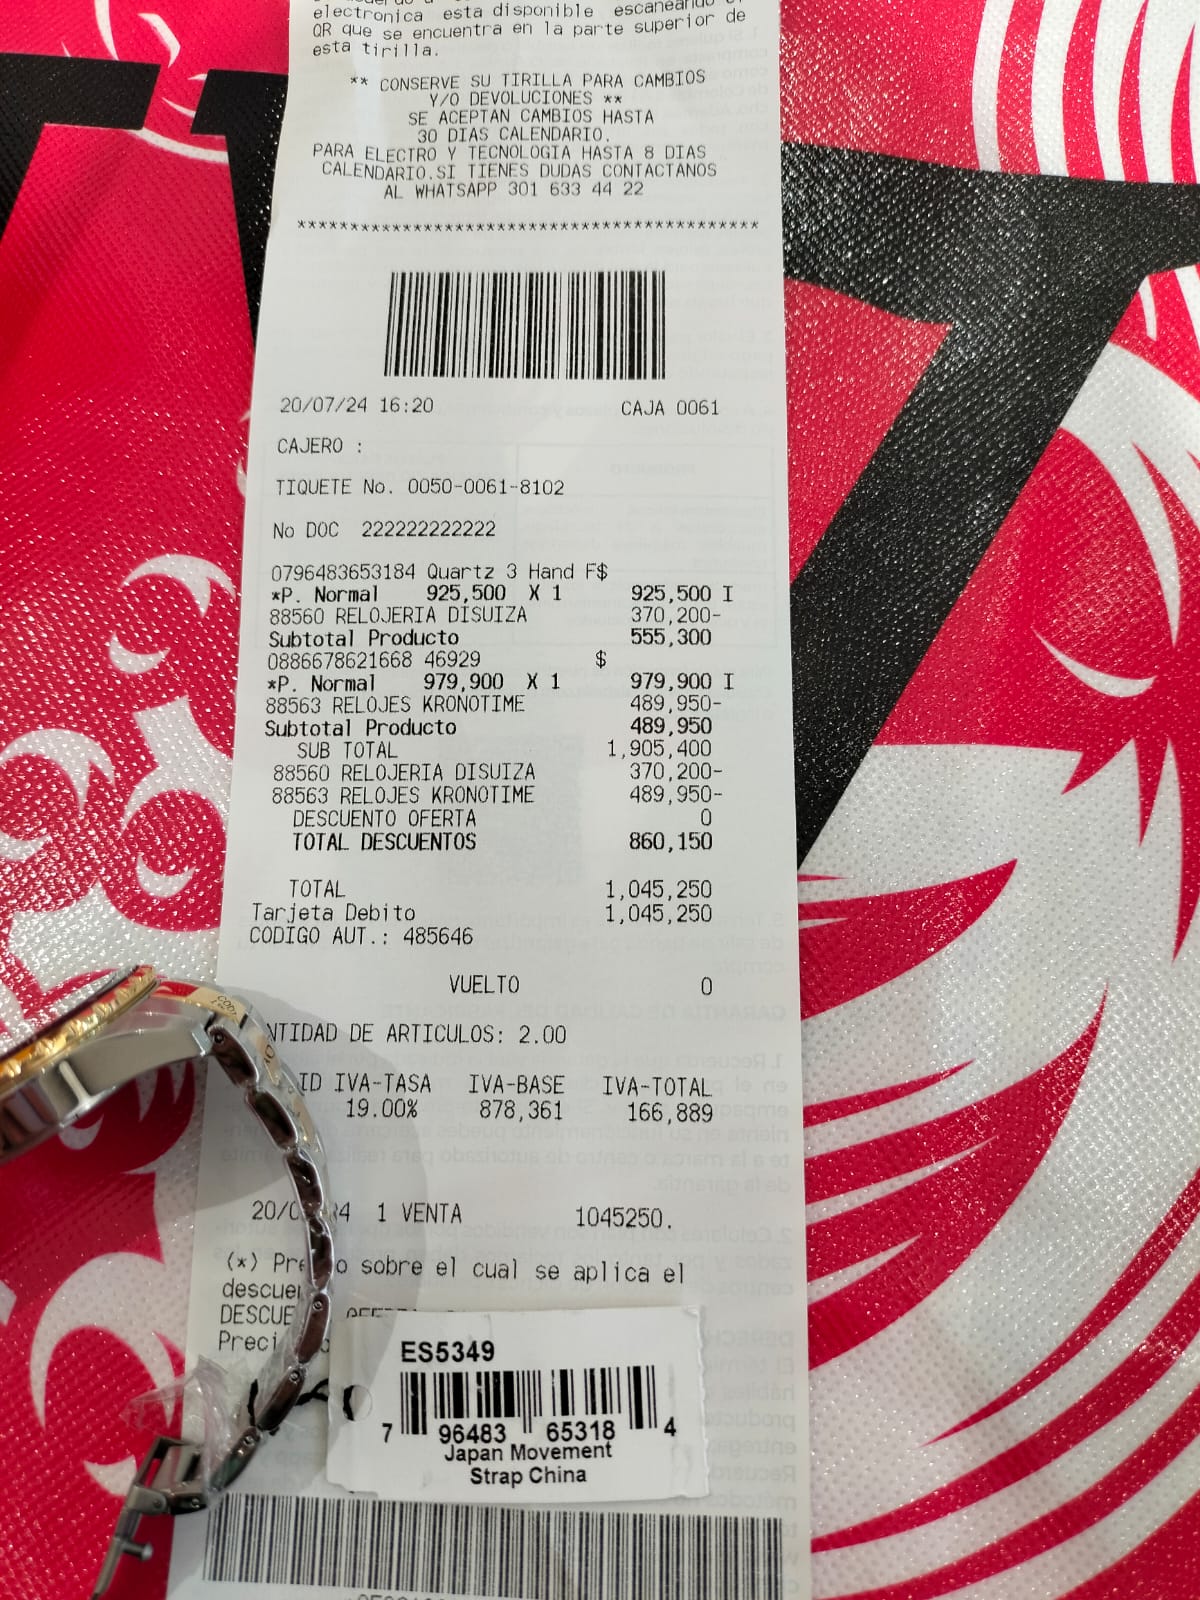 electronica esta disponible escaneando
QR que se encuentra en la parte superior de
esta tirilla.
** CONSERVE SU TIRILLA PARA CAMBIOS
Y/O DEVOLUCIONES **
SE ACEPTAN CAMBIOS HASTA
30 DIAS CALENDARIO.
PARA ELECTRO Y TECNOLOGIA HASTA 8 DIAS
CALENDARIO.SI TIENES DUDAS CONTACTANOS
AL WHATSAPP 301 633 44 22
********************************************
20/07/24 16:20 CAJA 0061
CAJERO :
TIQUETE No. 0050-0061-8102
No DOC 222222222222
0796483653184 Quartz 3 Hand F$
*P. Normal 925,500 X 1 925,500 I
88560 RELOJERIA DISUIZA 370,200-
Subtotal Producto 555,300
0886678621668 46929 $
*P. Normal 979,900 X 1 979,900 I
88563 RELOJES KRONOTIME 489,950-
Subtotal Producto 489,950
SUB TOTAL 1,905,400
88560 RELOJERIA DISUIZA 370,200-
88563 RELOJES KRONOTIME 489,950-
DESCUENTO OFERTA 0
TOTAL DESCUENTOS 860,150
TOTAL 1,045,250
Tarjeta Debito 1,045,250
CODIGO AUT.: 485646
VUELTO 0
NTIDAD DE ARTICULOS: 2.00
ID IVA-TASA IVA-BASE IVA-TOTAL
19.00% 878,361 166,889
20/0 24 1 VENTA 1045250.
(*) Pre o sobre el cual se aplica el
descue
DESCUE
Preci
ES5349
7 96483 65318 4
Japan Movement
Strap China